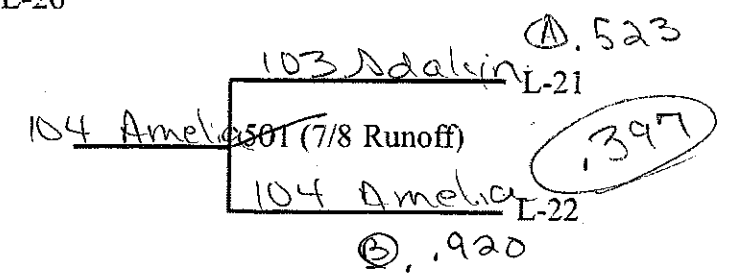 L-20
Ⓐ .523
103 Adalin L-21
104 Amelia 501 (7/8 Runoff)
.397
104 Amelia L-22
Ⓑ .920